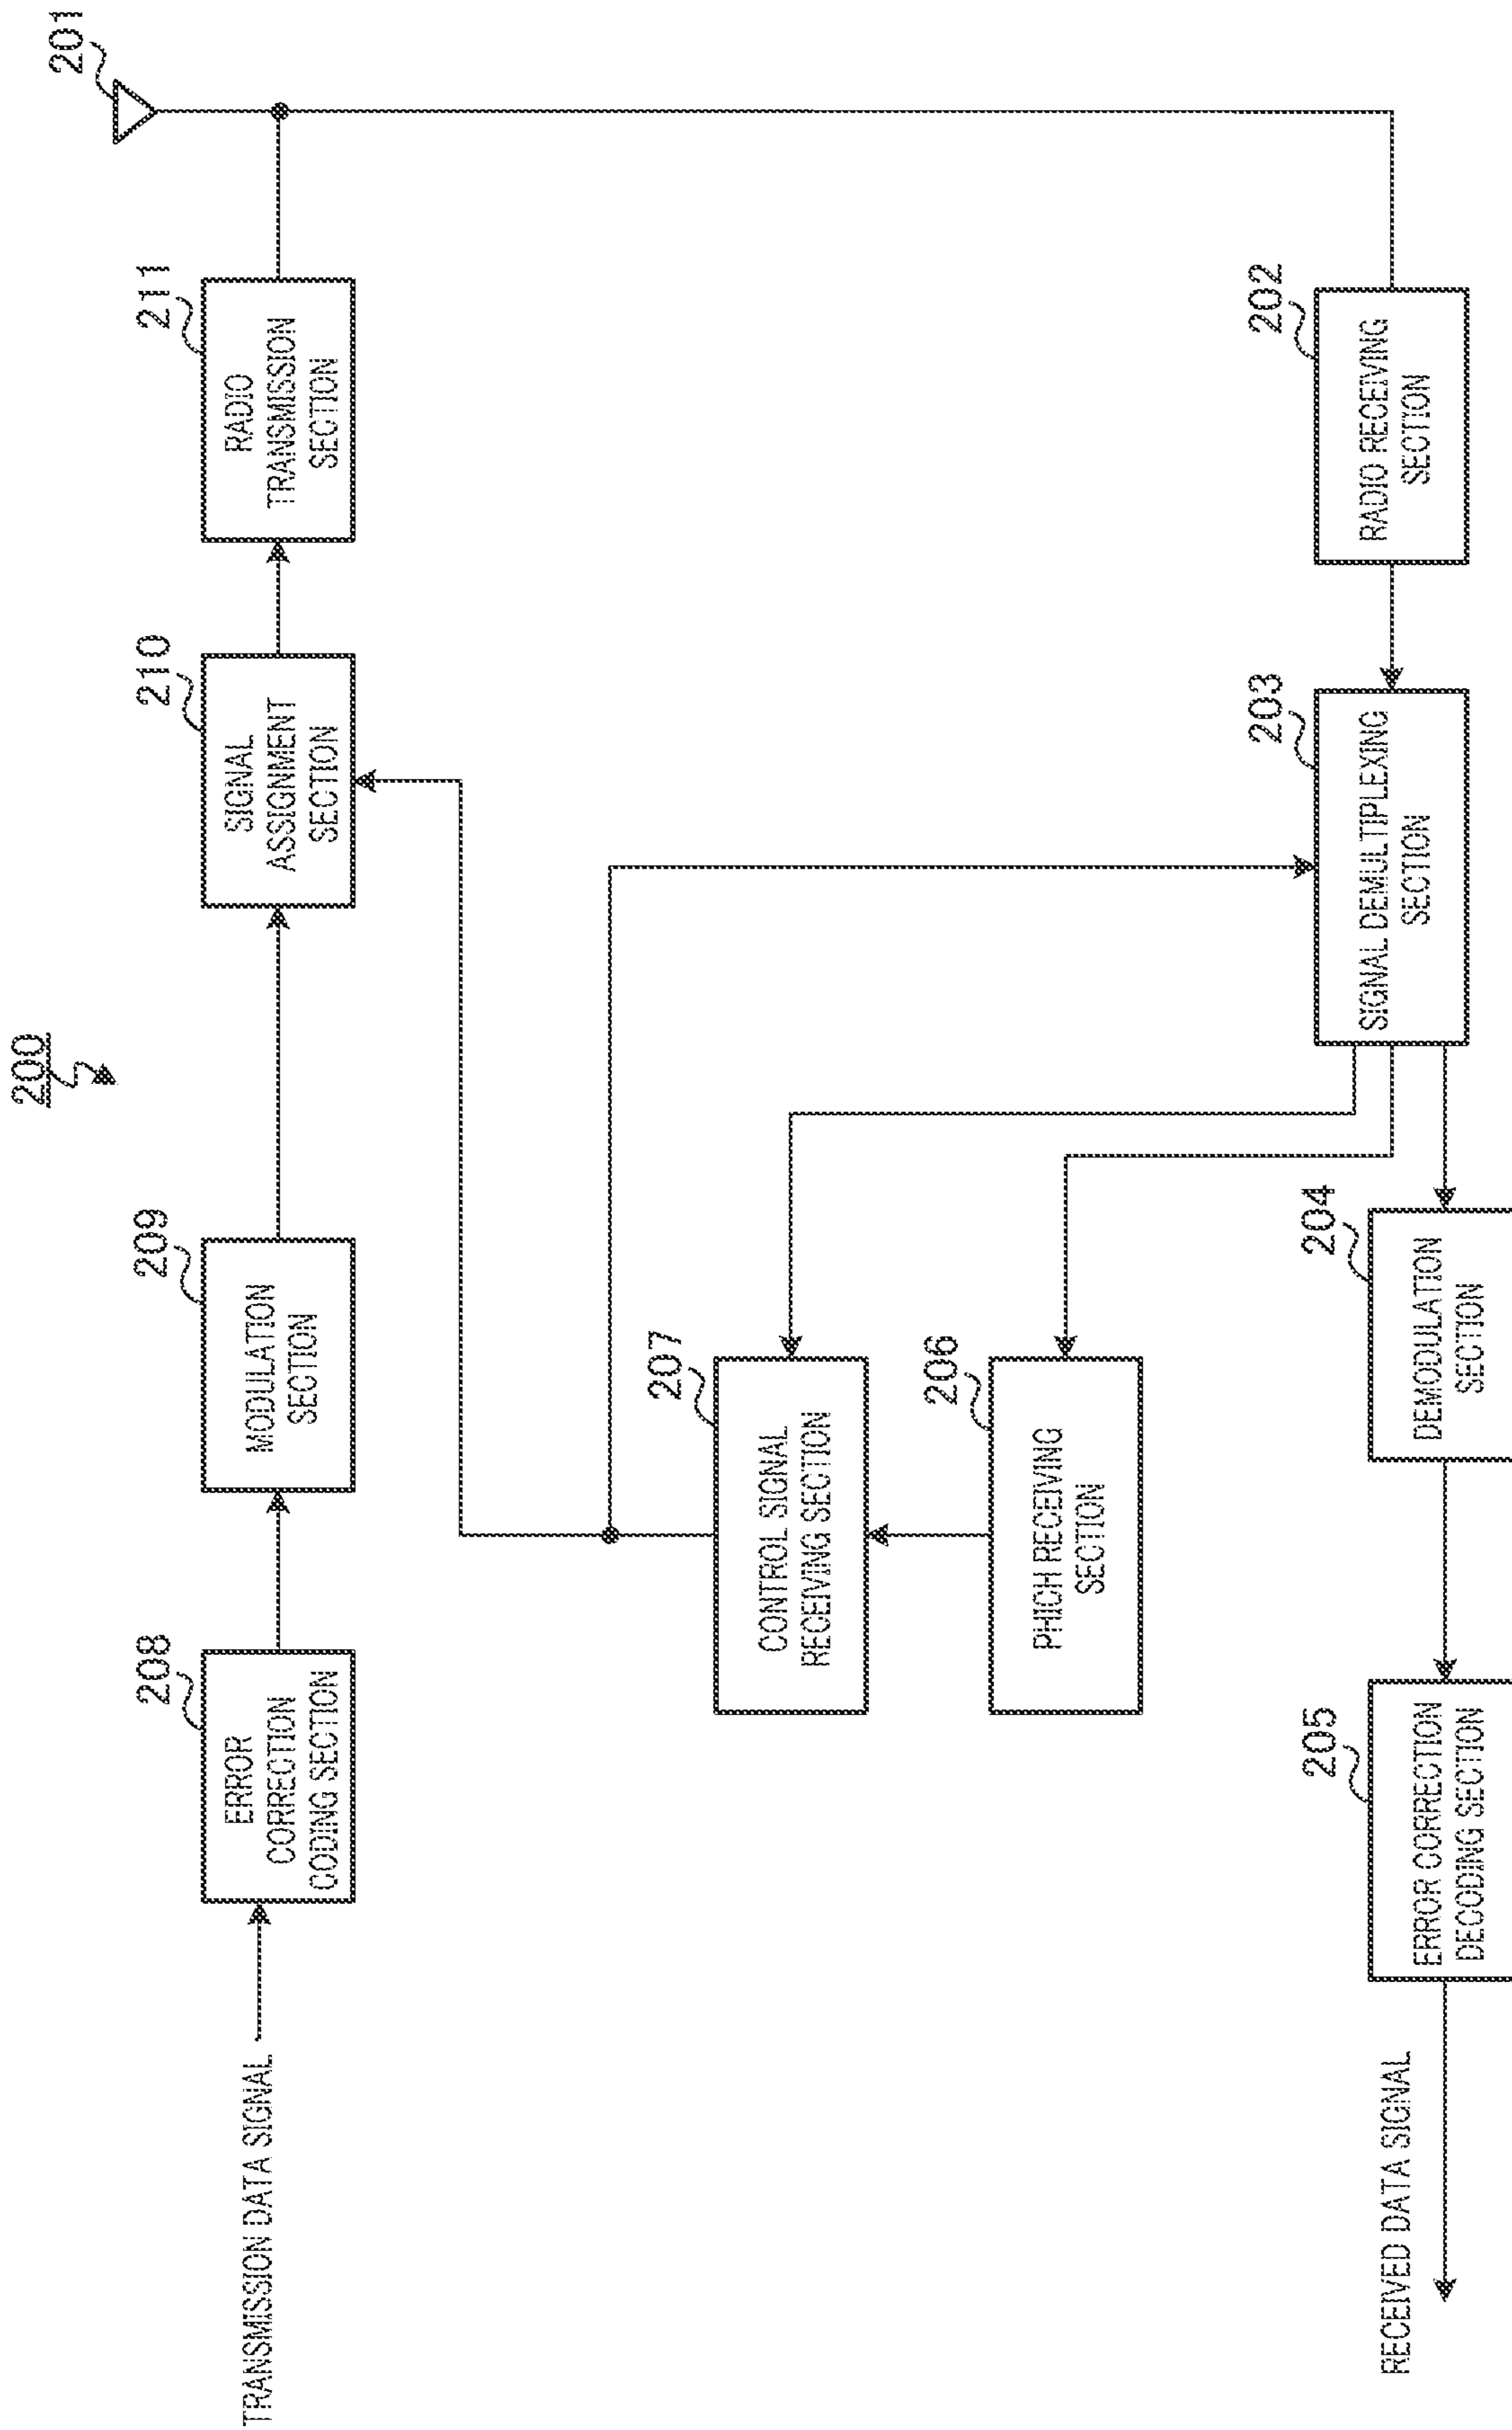 200
201
TRANSMISSION DATA SIGNAL
208
ERROR
CORRECTION
CODING SECTION
209
MODULATION
SECTION
210
SIGNAL
ASSIGNMENT
SECTION
211
RADIO
TRANSMISSION
SECTION
207
CONTROL SIGNAL
RECEIVING SECTION
206
PHICH RECEIVING
SECTION
RECEIVED DATA SIGNAL
205
ERROR CORRECTION
DECODING SECTION
204
DEMODULATION
SECTION
203
SIGNAL DEMULTIPLEXING
SECTION
202
RADIO RECEIVING
SECTION